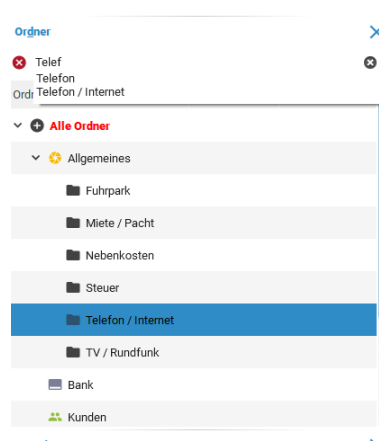 Ordner
Telef
Telefon
Telefon / Internet
Ordr
Alle Ordner
Allgemeines
Fuhrpark
Miete / Pacht
Nebenkosten
Steuer
Telefon / Internet
TV / Rundfunk
Bank
Kunden